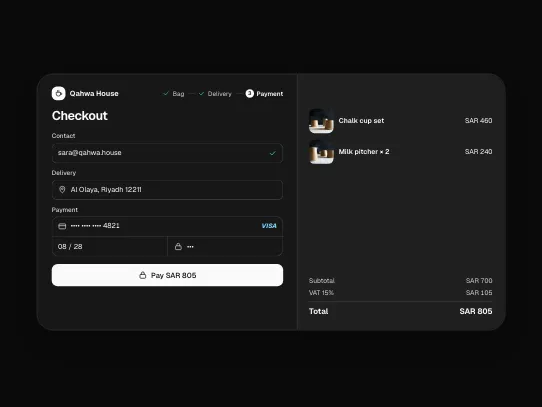 Qahwa House
Bag
Delivery
3 Payment
Checkout
Contact
sara@qahwa.house
Delivery
Al Olaya, Riyadh 12211
Payment
•••• •••• •••• 4821
VISA
08 / 28
•••
Pay SAR 805
Chalk cup set SAR 460
Milk pitcher × 2 SAR 240
Subtotal SAR 700
VAT 15% SAR 105
Total SAR 805